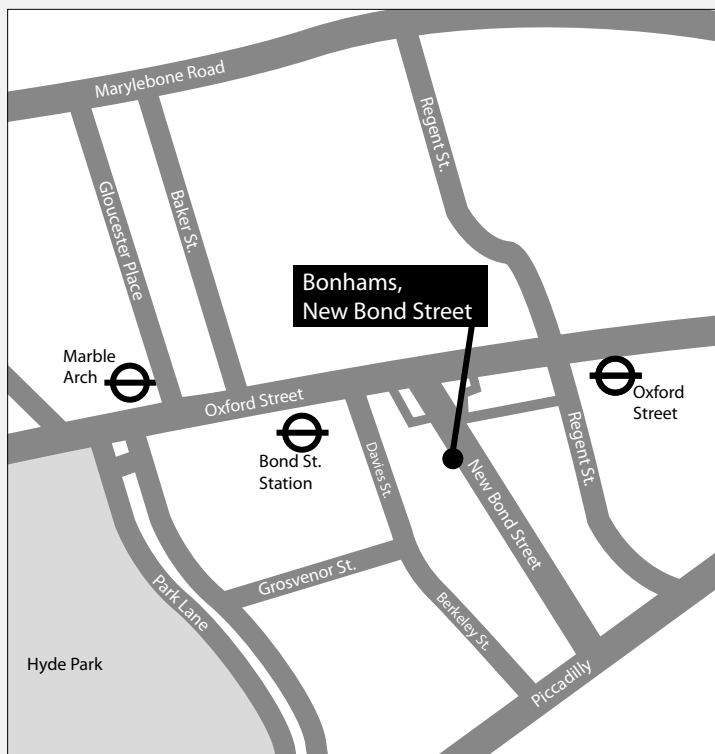 Marylebone Road
Regent St.
Gloucester Place
Baker St.
Bonhams,
New Bond Street
Marble
Arch
Oxford Street
Oxford
Street
Bond St.
Station
Davies St.
New Bond Street
Regent St.
Grosvenor St.
Park Lane
Berkeley St.
Hyde Park
Piccadilly